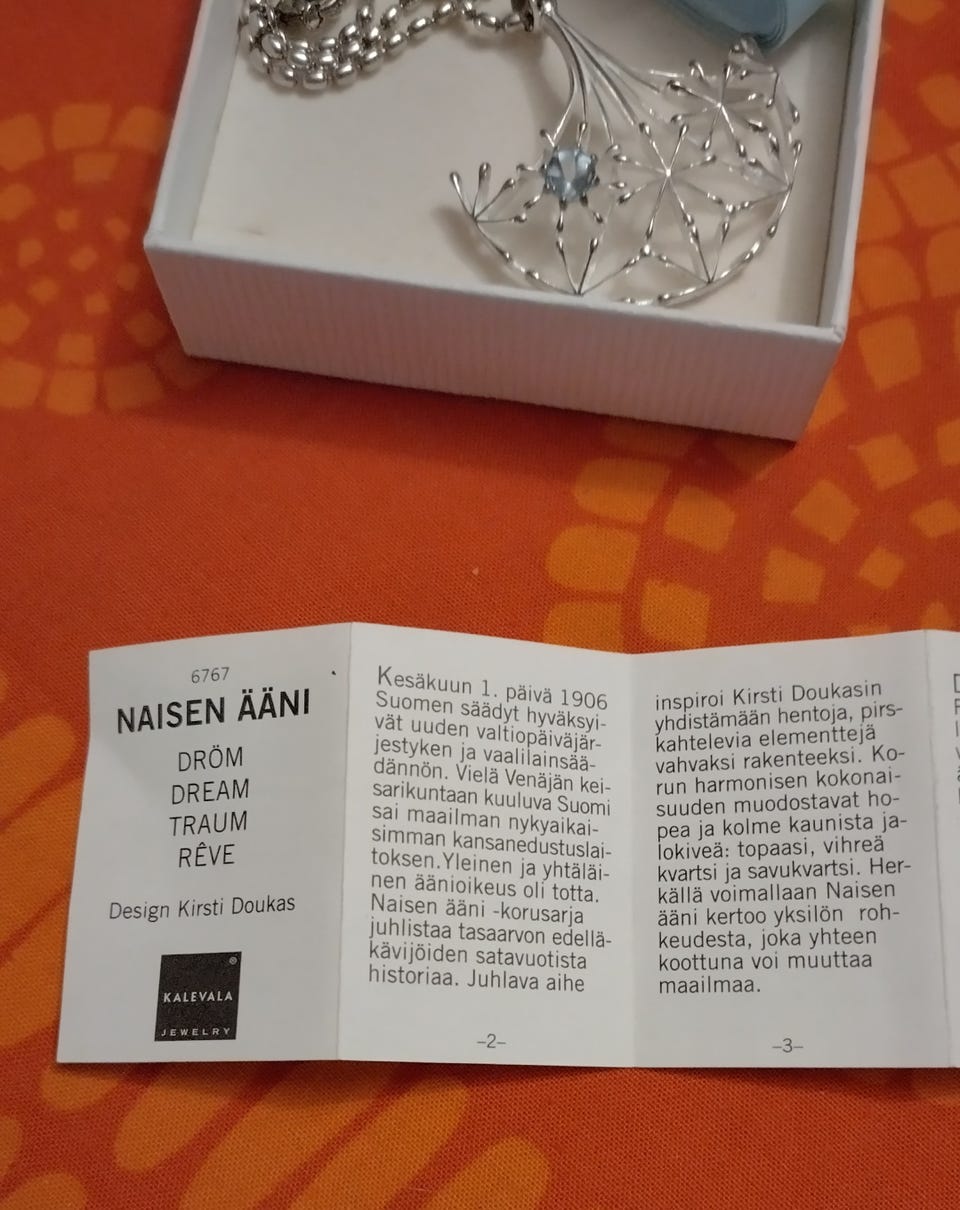 6767
NAISEN ÄÄNI
DRÖM
DREAM
TRAUM
RÊVE
Design Kirsti Doukas
®
KALEVALA
JEWELRY
Kesäkuun 1. päivä 1906
Suomen säädyt hyväksyi-
vät uuden valtiopäiväjär-
jestyken ja vaalilainsää-
dännön. Vielä Venäjän kei-
sarikuntaan kuuluva Suomi
sai maailman nykyaikai-
simman kansanedustuslai-
toksen.Yleinen ja yhtäläi-
nen äänioikeus oli totta.
Naisen ääni -korusarja
juhlistaa tasaarvon edellä-
kävijöiden satavuotista
historiaa. Juhlava aihe
–2–
inspiroi Kirsti Doukasin
yhdistämään hentoja, pirs-
kahtelevia elementtejä
vahvaksi rakenteeksi. Ko-
run harmonisen kokonai-
suuden muodostavat ho-
pea ja kolme kaunista ja-
lokiveä: topaasi, vihreä
kvartsi ja savukvartsi. Her-
källä voimallaan Naisen
ääni kertoo yksilön roh-
keudesta, joka yhteen
koottuna voi muuttaa
maailmaa.
–3–